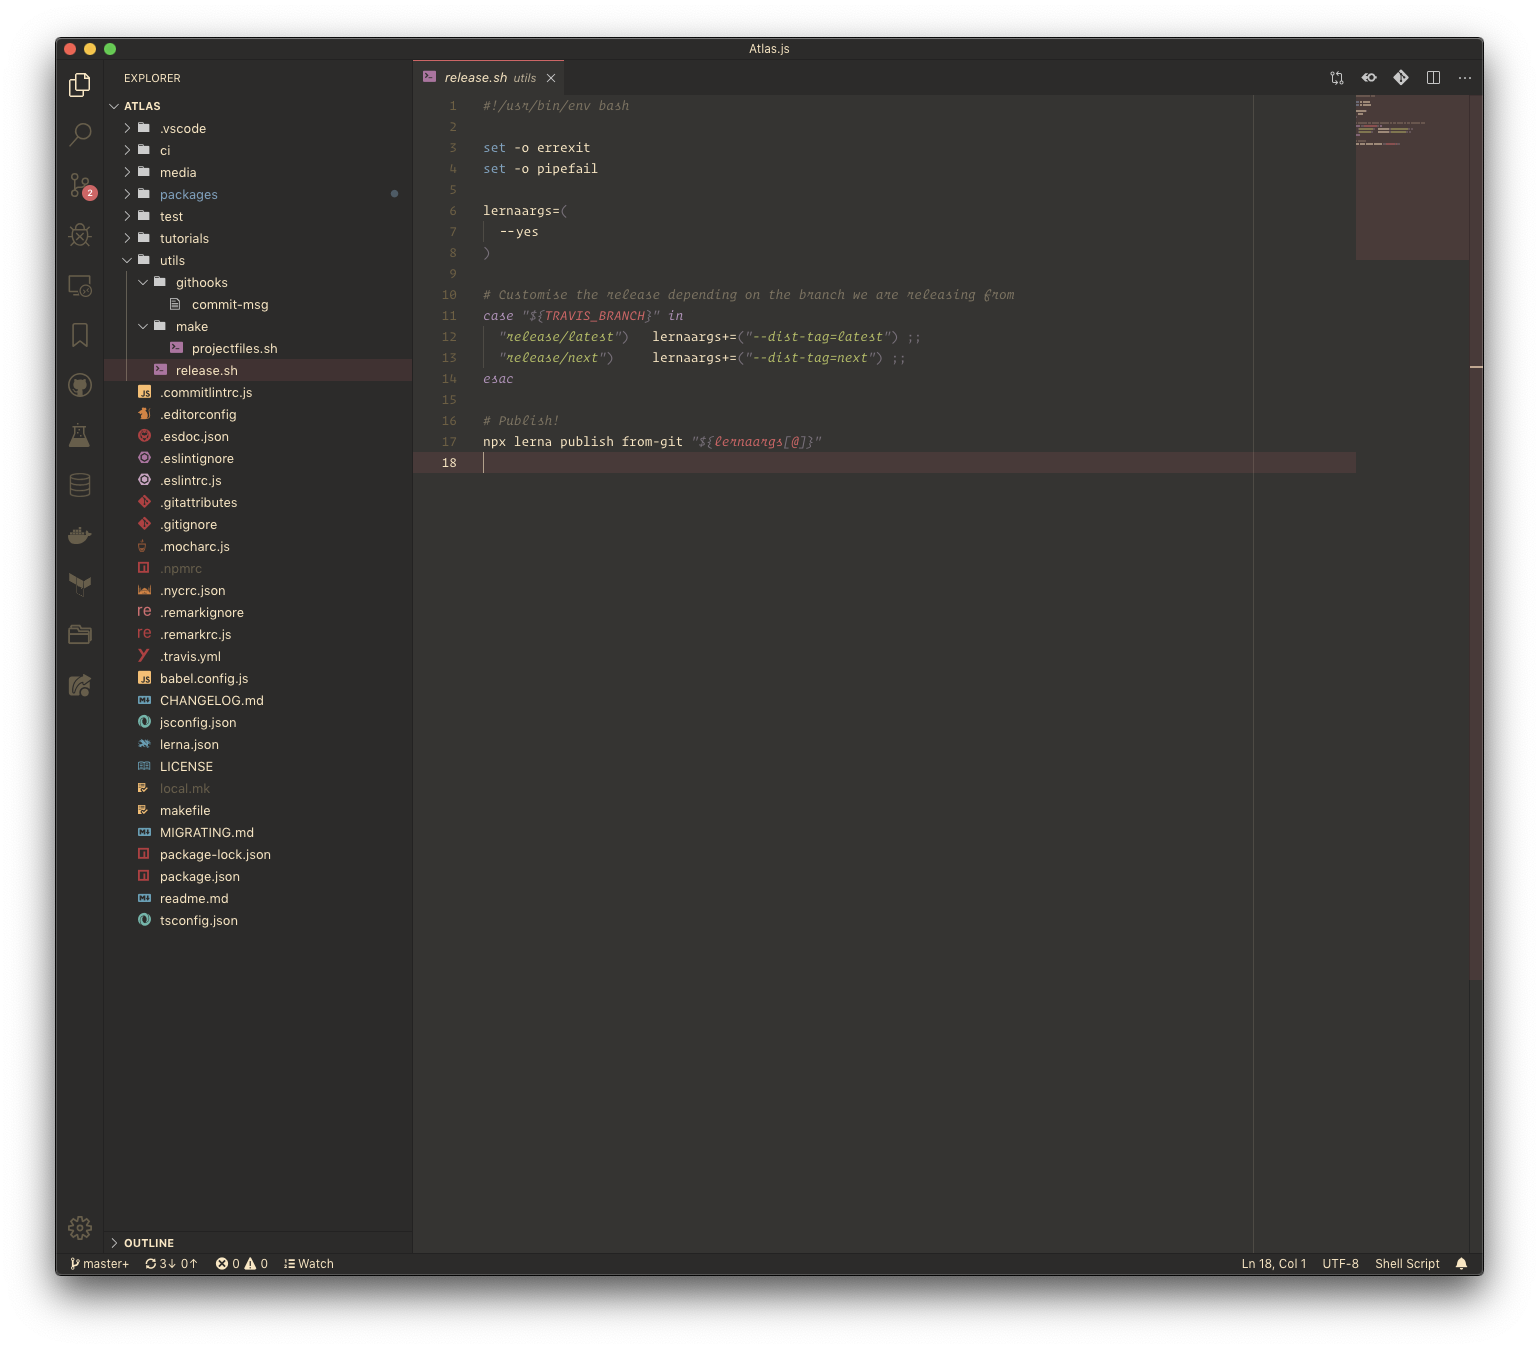 Atlas.js
EXPLORER
ATLAS
.vscode
ci
media
packages
test
tutorials
utils
githooks
commit-msg
make
projectfiles.sh
release.sh
.commitlintrc.js
.editorconfig
.esdoc.json
.eslintignore
.eslintrc.js
.gitattributes
.gitignore
.mocharc.js
.npmrc
.nycrc.json
re .remarkignore
re .remarkrc.js
.travis.yml
JS babel.config.js
CHANGELOG.md
jsconfig.json
lerna.json
LICENSE
local.mk
makefile
MIGRATING.md
package-lock.json
package.json
readme.md
tsconfig.json
OUTLINE
2
release.sh utils
1 #!/usr/bin/env bash
2
3 set -o errexit
4 set -o pipefail
5
6 lernaargs=(
7   --yes
8 )
9
10 # Customise the release depending on the branch we are releasing from
11 case "${TRAVIS_BRANCH}" in
12   "release/latest")   lernaargs+=("--dist-tag=latest") ;;
13   "release/next")     lernaargs+=("--dist-tag=next") ;;
14 esac
15
16 # Publish!
17 npx lerna publish from-git "${lernaargs[@]}"
18
master+ 3↓ 0↑ 0 0 Watch Ln 18, Col 1 UTF-8 Shell Script